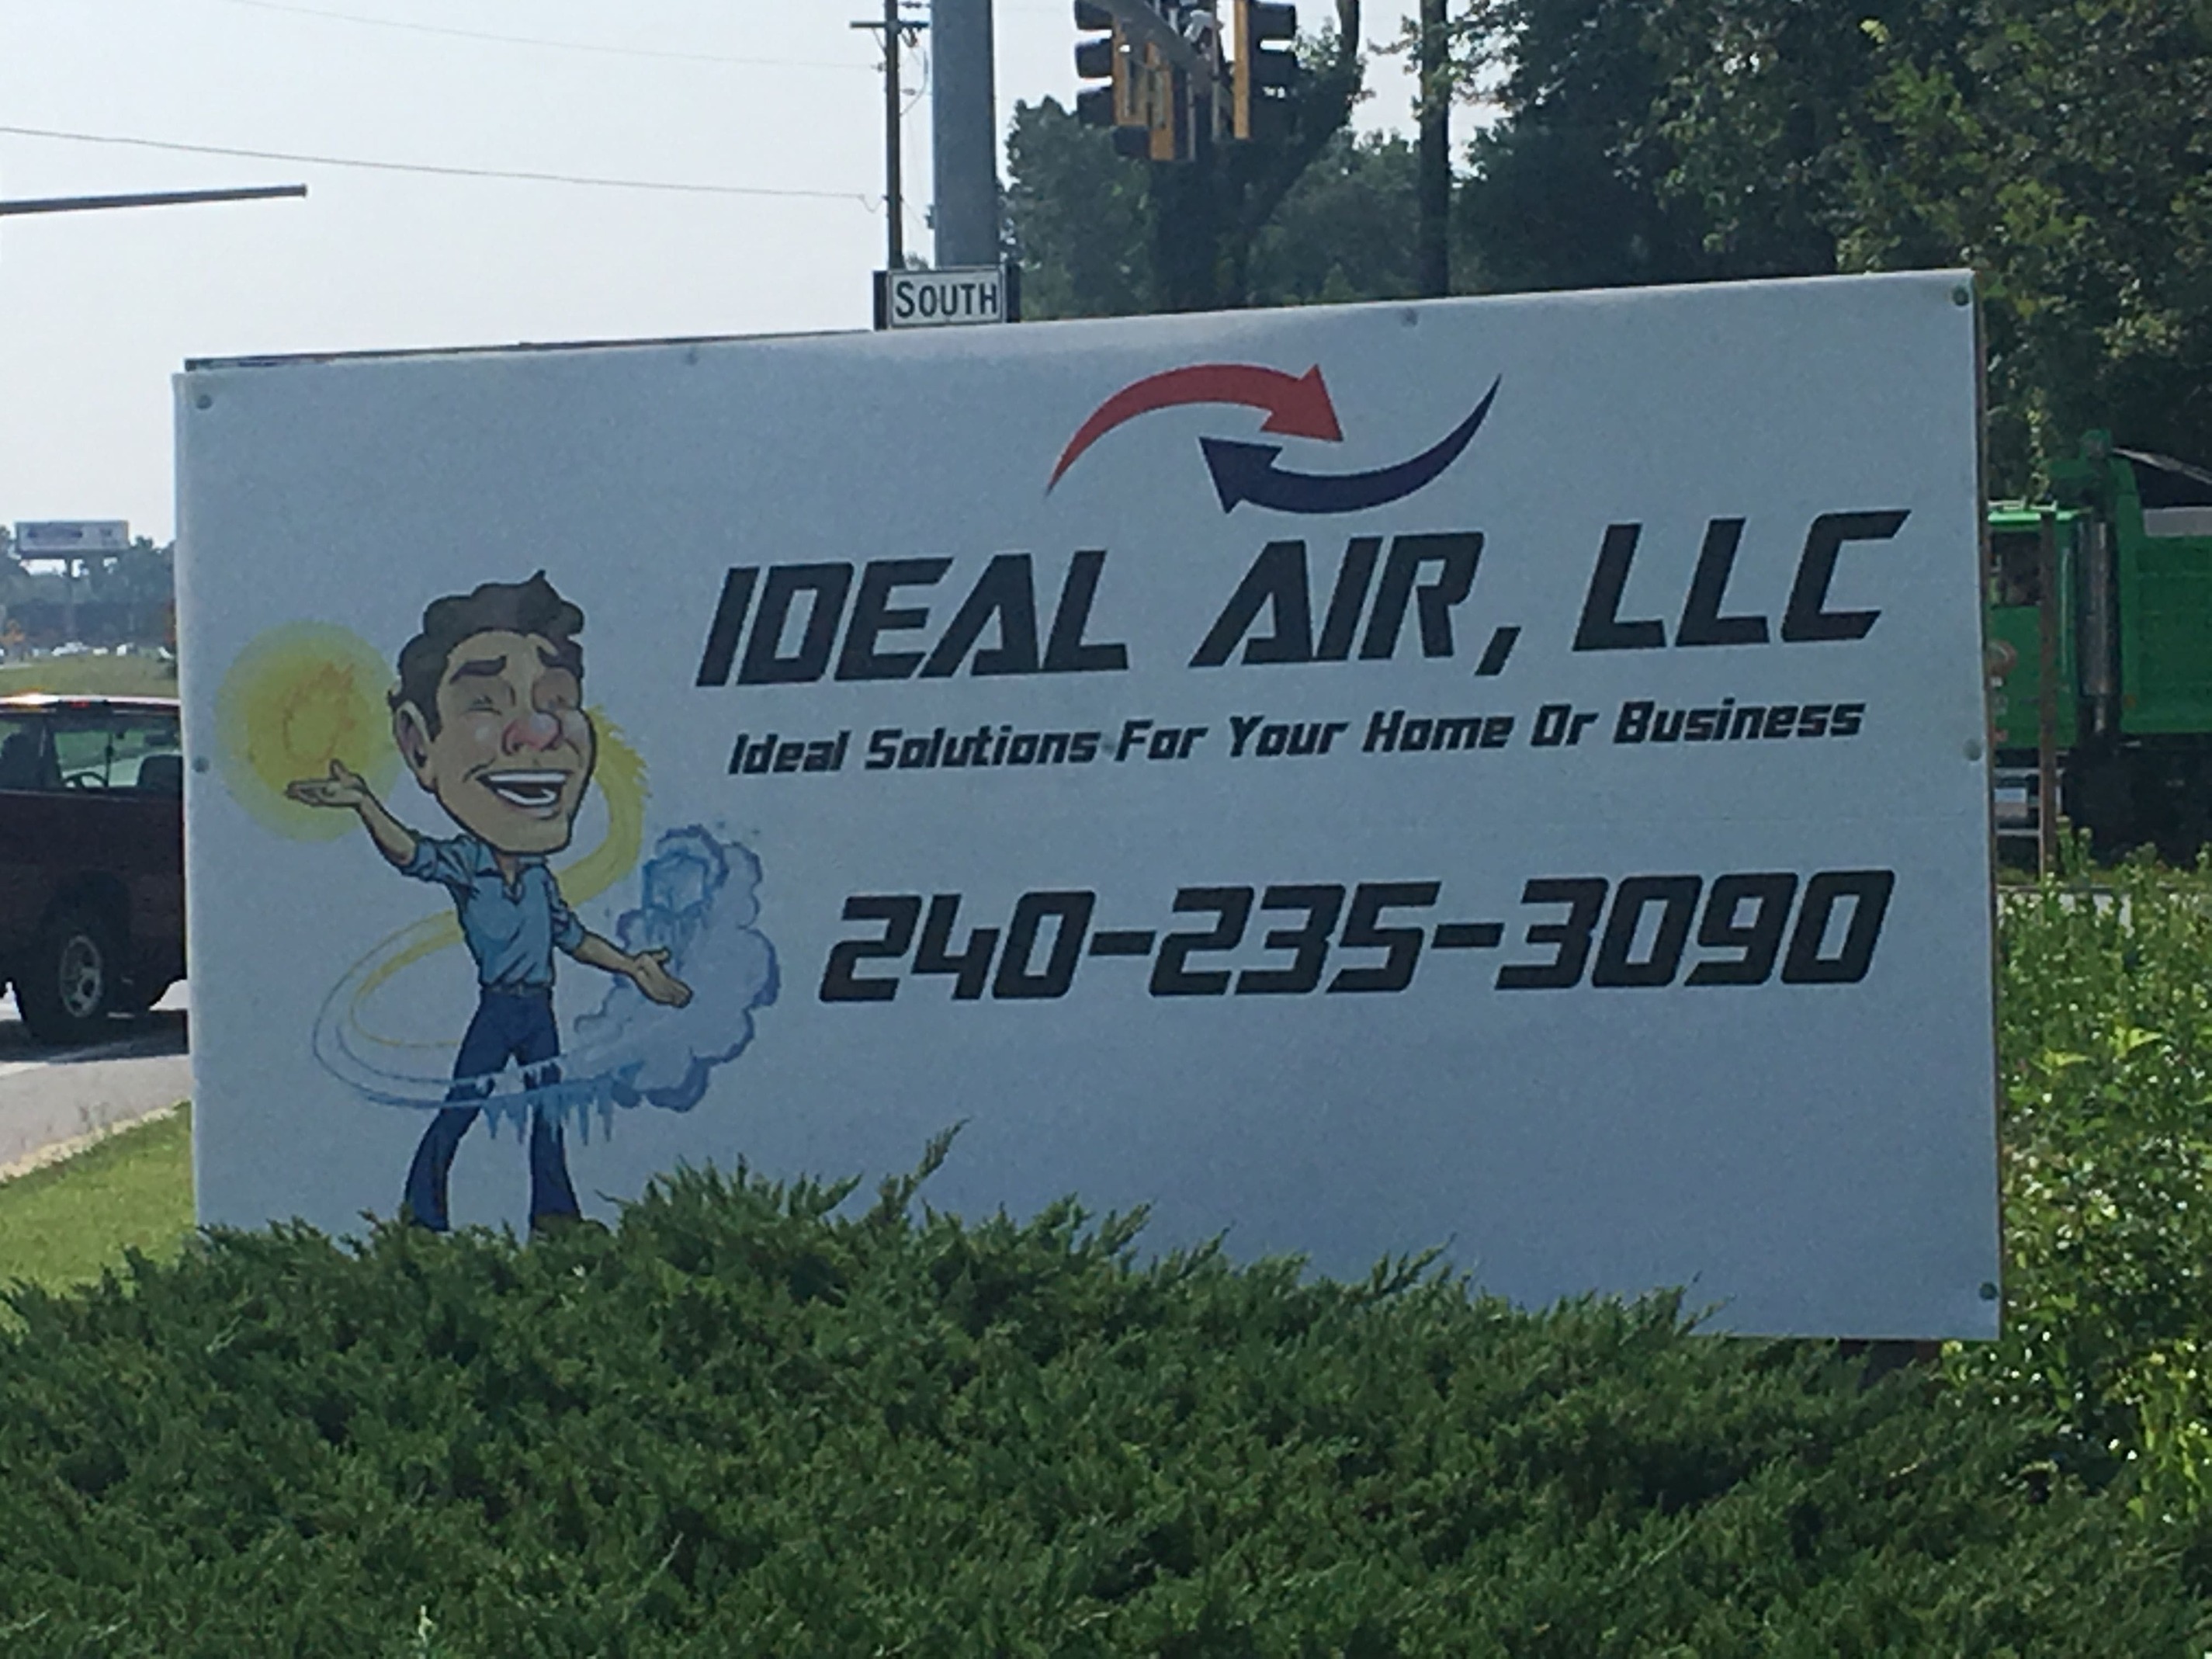 SOUTH
IDEAL AIR, LLC
Ideal Solutions For Your Home Or Business
240-235-3090